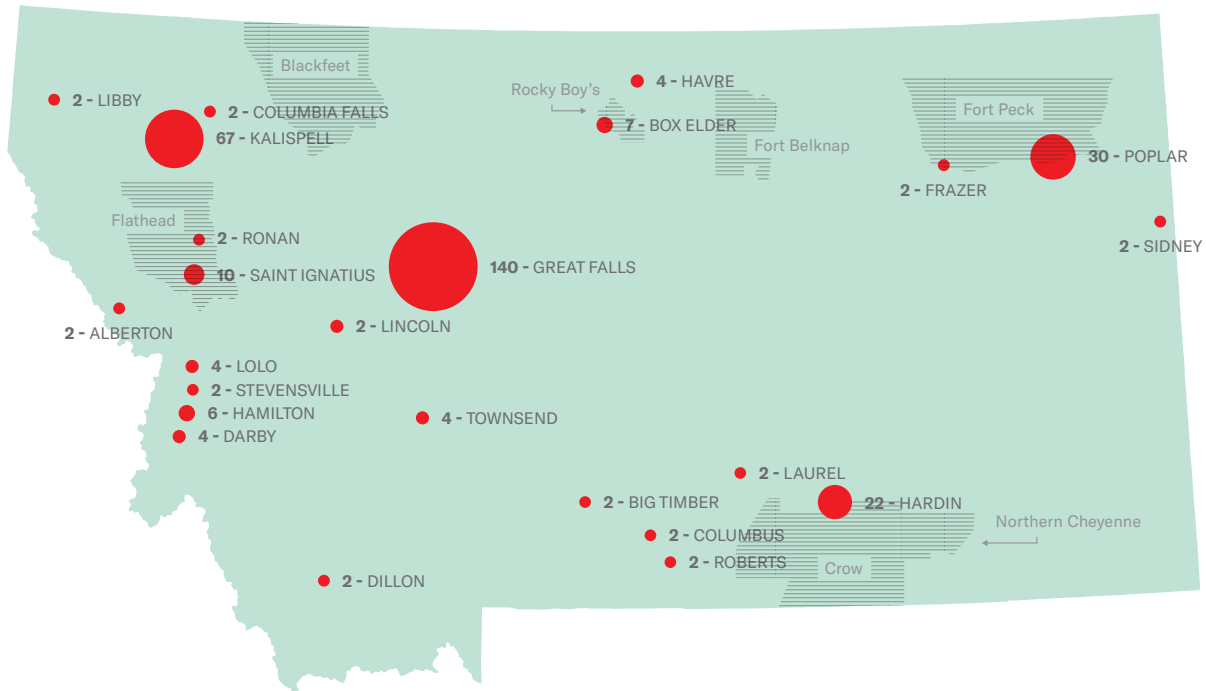 Blackfeet
2 - LIBBY
2 - COLUMBIA FALLS
67 - KALISPELL
Rocky Boy's
4 - HAVRE
7 - BOX ELDER
Fort Belknap
Fort Peck
30 - POPLAR
2 - FRAZER
2 - SIDNEY
Flathead
2 - RONAN
10 - SAINT IGNATIUS
140 - GREAT FALLS
2 - ALBERTON
2 - LINCOLN
4 - LOLO
2 - STEVENSVILLE
6 - HAMILTON
4 - DARBY
4 - TOWNSEND
2 - LAUREL
2 - BIG TIMBER
22 - HARDIN
Northern Cheyenne
2 - COLUMBUS
2 - ROBERTS
Crow
2 - DILLON